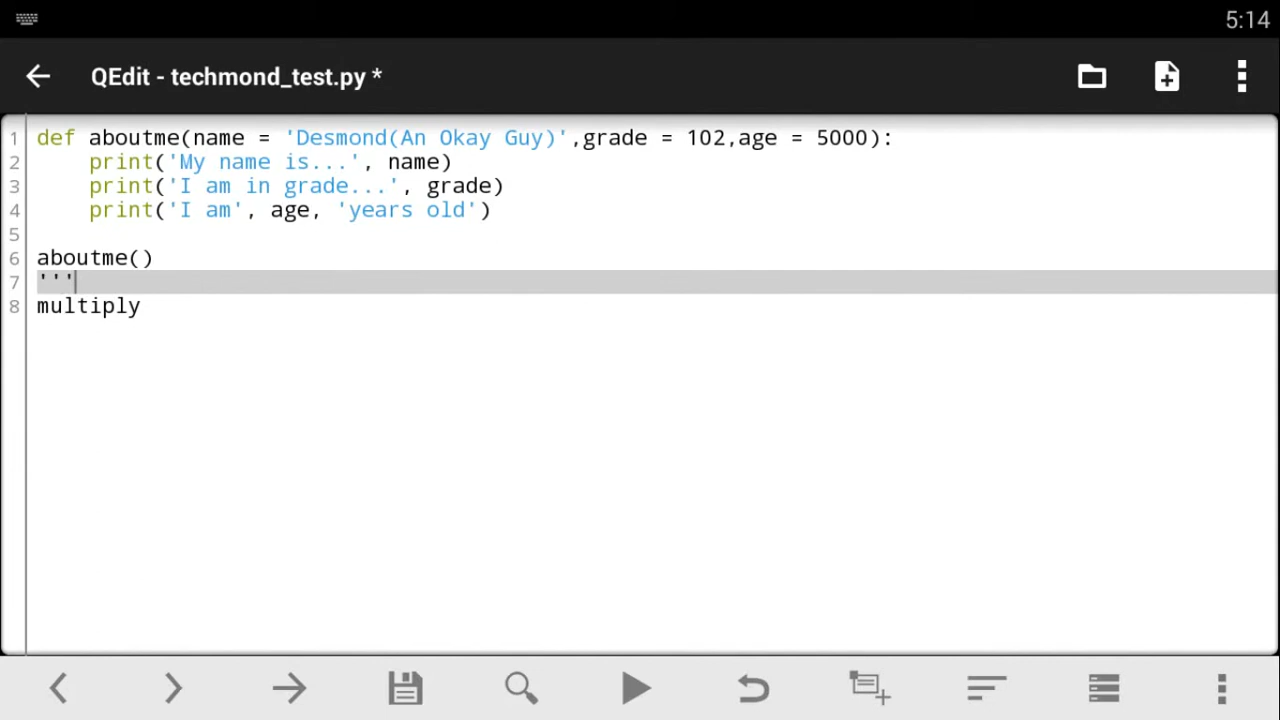 5:14
QEdit - techmond_test.py *
1 def aboutme(name = 'Desmond(An Okay Guy)',grade = 102,age = 5000):
2     print('My name is...', name)
3     print('I am in grade...', grade)
4     print('I am', age, 'years old')
5
6 aboutme()
7 '''
8 multiply